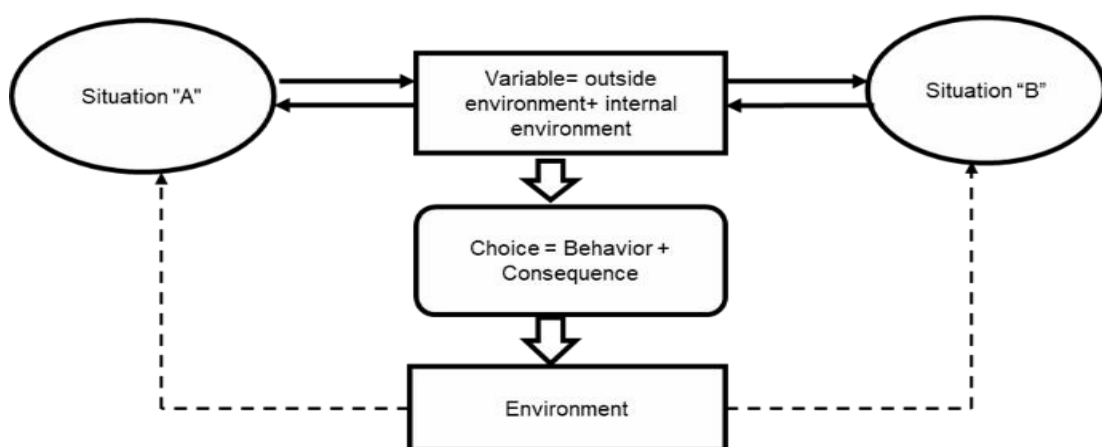 Situation "A"
Variable= outside
environment+ internal
environment
Situation “B”
Choice = Behavior +
Consequence
Environment